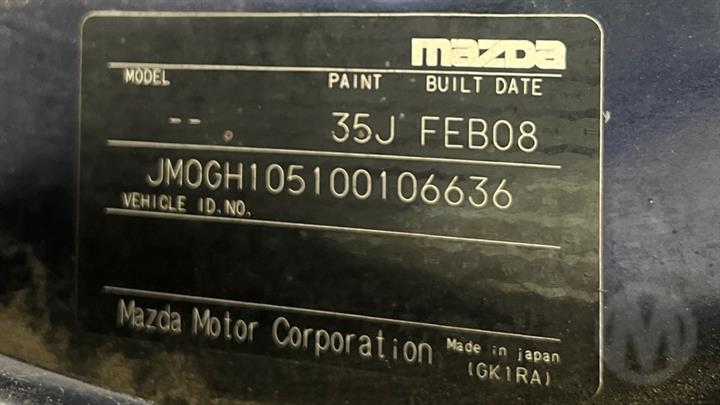 mazda
MODEL PAINT BUILT DATE
--. 35J FEB08
JM0GH105100106636
VEHICLE ID.NO.
Mazda Motor Corporation Made in japan
(GK1RA)
M